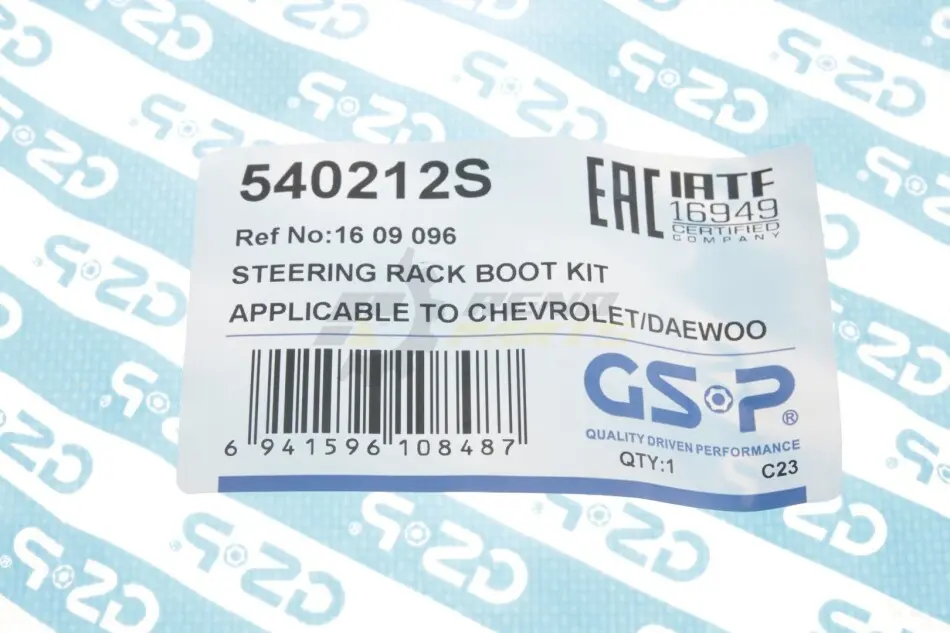 540212S
EAC
IATF
16949
CERTIFIED
COMPANY
Ref No:16 09 096
STEERING RACK BOOT KIT
APPLICABLE TO CHEVROLET/DAEWOO
GSP®
QUALITY DRIVEN PERFORMANCE
6 941596 108487
QTY:1
C23